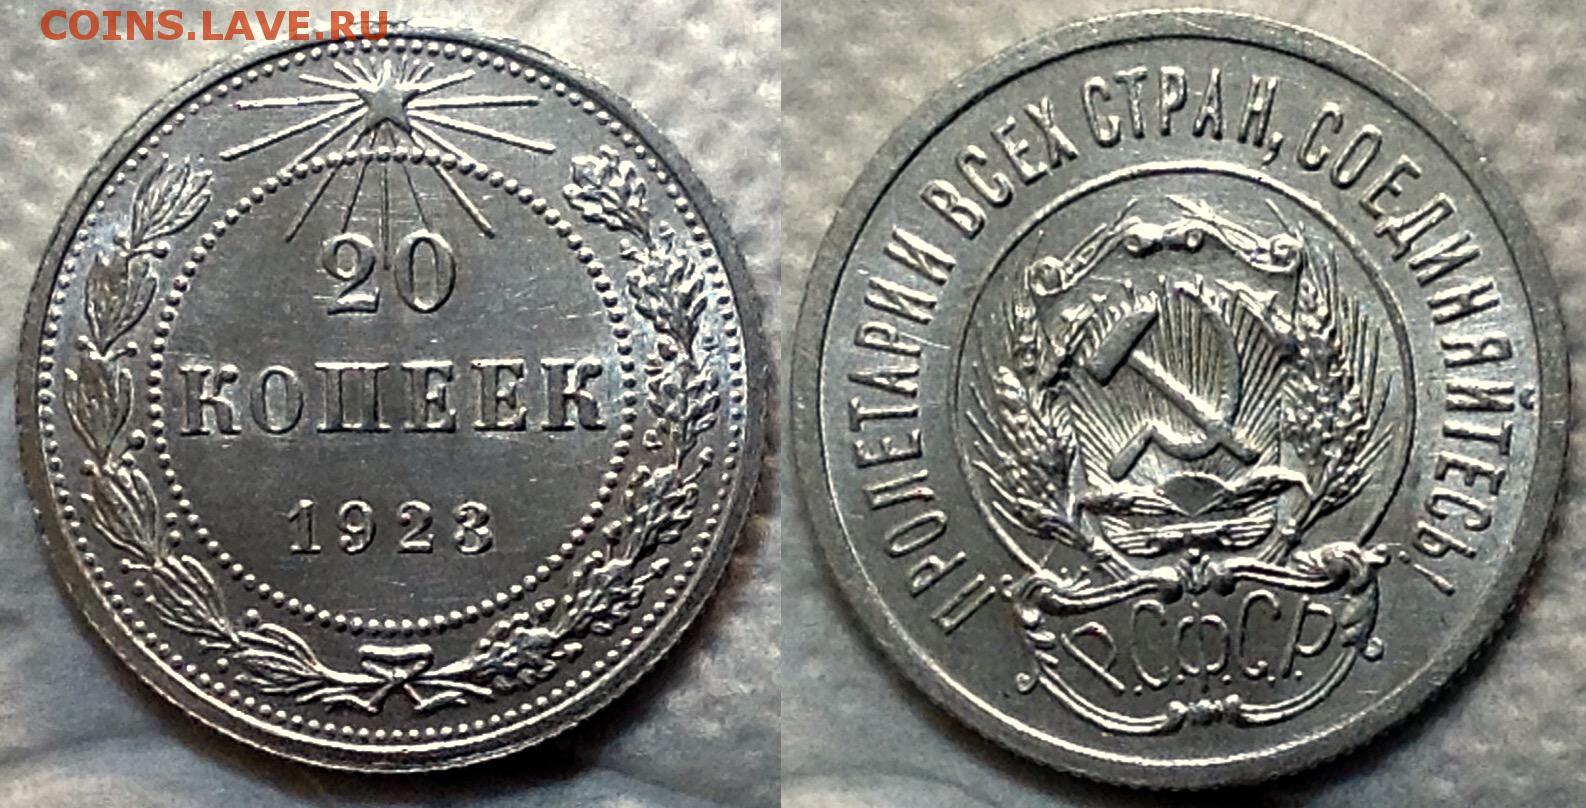 COINS.LAVE.RU
20
КОПЕЕК
1923
ПРОЛЕТАРИИ ВСЕХ СТРАН, СОЕДИНЯЙТЕСЬ!
Р.С.Ф.С.Р.